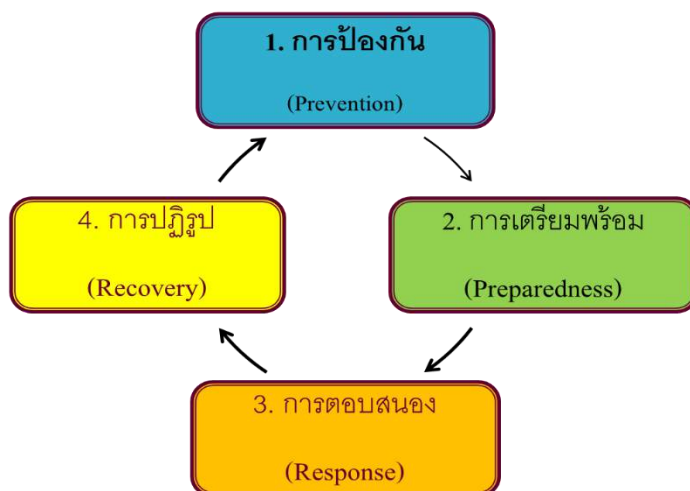 1. การป้องกัน
(Prevention)
2. การเตรียมพร้อม
(Preparedness)
3. การตอบสนอง
(Response)
4. การปฏิรูป
(Recovery)